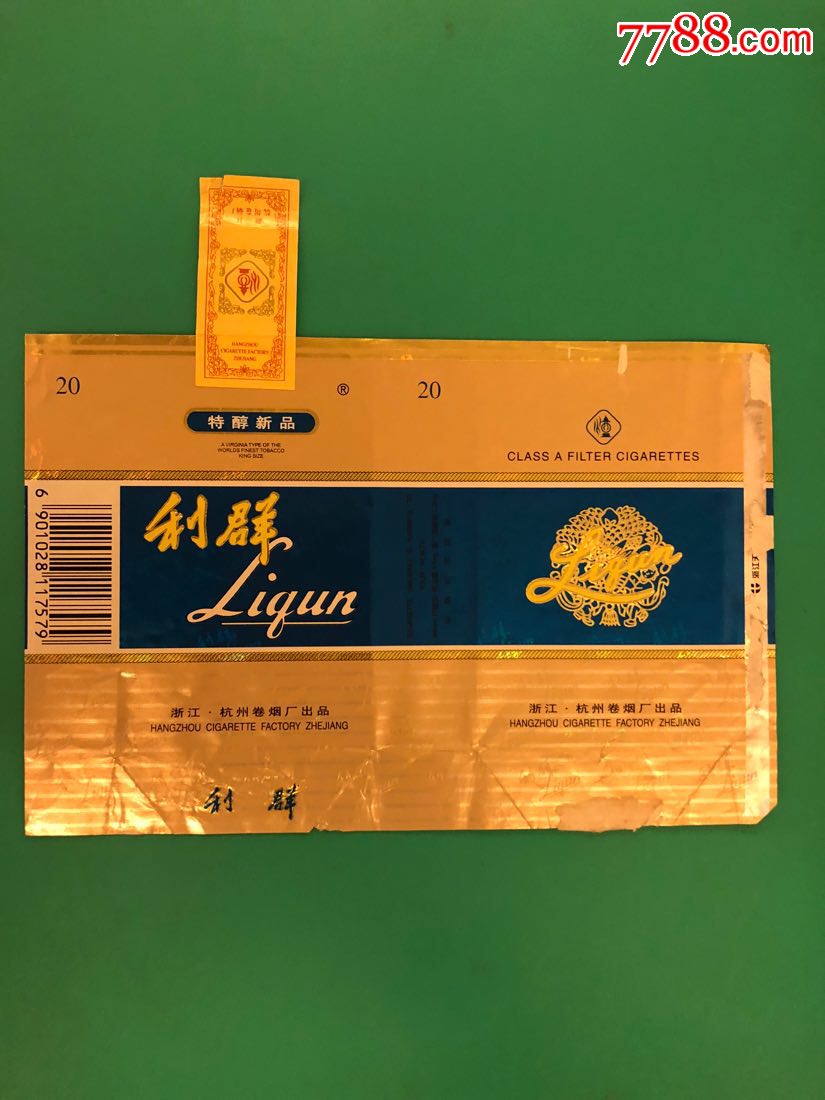 7788.com
HANGZHOU
CIGARETTE FACTORY
ZHEJIANG
20
®
20
特醇新品
A VIRGINIA TYPE OF THE
WORLDS FINEST TOBACCO
KING SIZE
CLASS A FILTER CIGARETTES
6 901028 117579
利群
Liqun
Liqun
浙江·杭州卷烟厂出品
HANGZHOU CIGARETTE FACTORY ZHEJIANG
浙江·杭州卷烟厂出品
HANGZHOU CIGARETTE FACTORY ZHEJIANG
利群